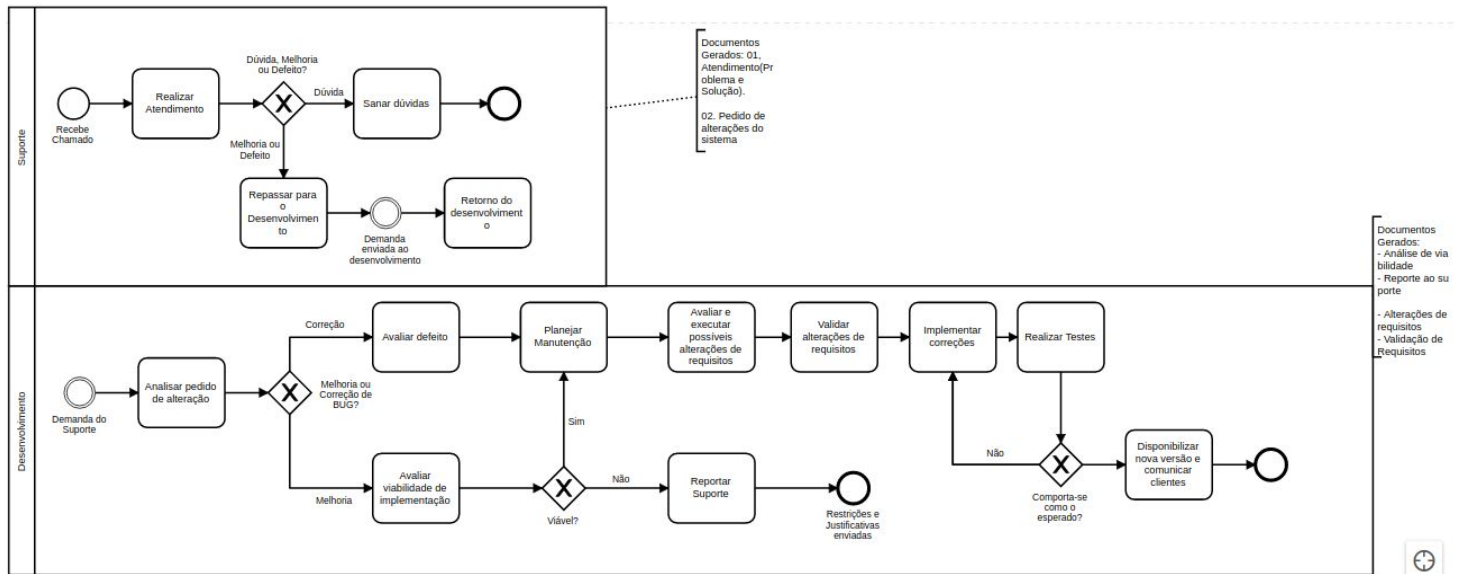 Suporte
Recebe
Chamado
Realizar
Atendimento
Dúvida, Melhoria
ou Defeito?
Dúvida
Sanar dúvidas
Melhoria ou
Defeito
Repassar para
o
Desenvolvimen
to
Demanda
enviada ao
desenvolvimento
Retorno do
desenvolviment
o
Documentos
Gerados: 01,
Atendimento(Pr
oblema e
Solução).
02. Pedido de
alterações do
sistema
Desenvolvimento
Demanda do
Suporte
Analisar pedido
de alteração
Melhoria ou
Correção de
BUG?
Correção
Avaliar defeito
Planejar
Manutenção
Avaliar e
executar
possíveis
alterações de
requisitos
Validar
alterações de
requisitos
Implementar
correções
Realizar Testes
Melhoria
Avaliar
viabilidade de
implementação
Viável?
Sim
Não
Reportar
Suporte
Restrições e
Justificativas
enviadas
Não
Comporta-se
como o
esperado?
Disponibilizar
nova versão e
comunicar
clientes
Documentos
Gerados:
- Análise de via
bilidade
- Reporte ao su
porte
- Alterações de
requisitos
- Validação de
Requisitos